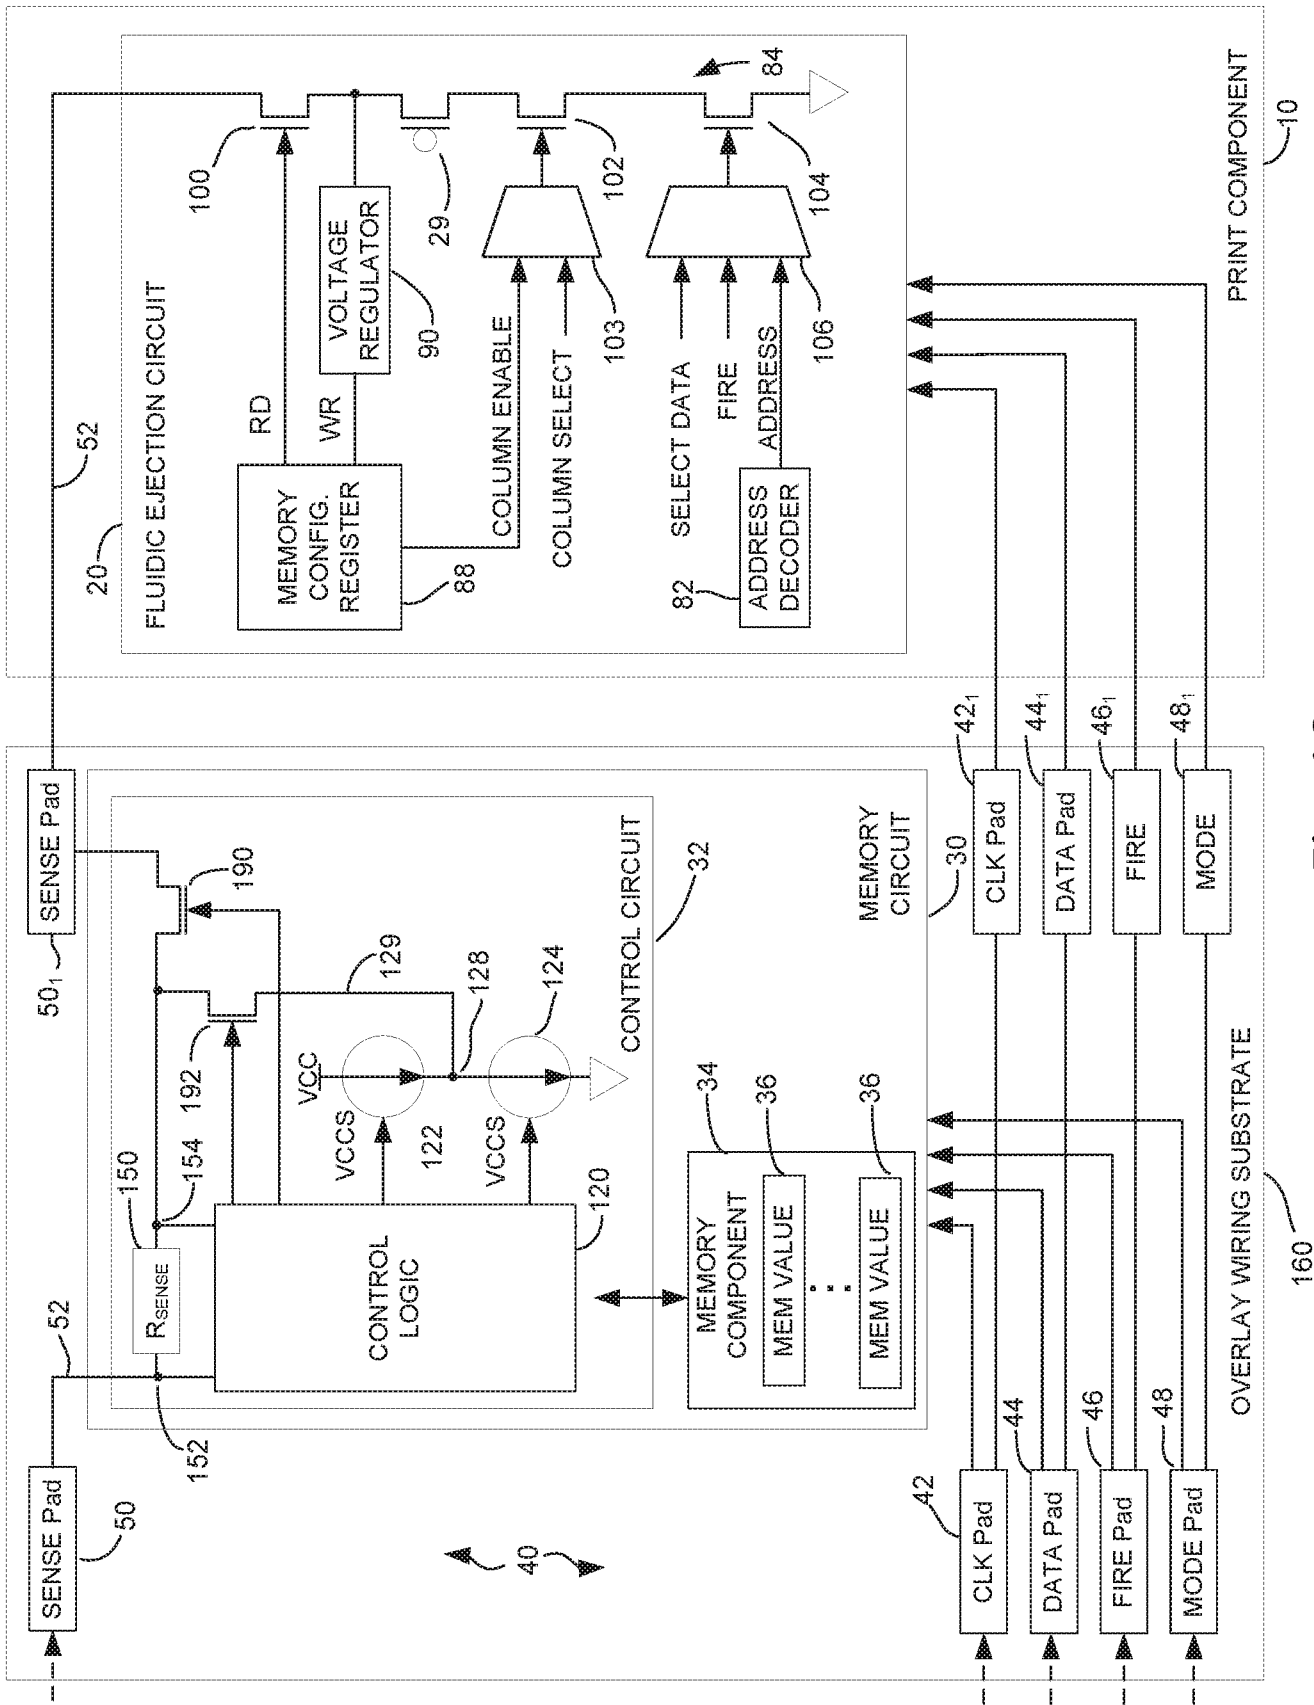 50
SENSE Pad
52
152
RSENSE
150
154
192
190
501
SENSE Pad
52
20
FLUIDIC EJECTION CIRCUIT
MEMORY
CONFIG.
REGISTER
88
RD
WR
VOLTAGE
REGULATOR
90
100
29
COLUMN ENABLE
COLUMN SELECT
103
102
SELECT DATA
FIRE
ADDRESS
82
ADDRESS
DECODER
106
104
84
PRINT COMPONENT
10
CONTROL
LOGIC
120
VCC
VCCS
122
VCCS
124
128
129
CONTROL CIRCUIT
32
40
MEMORY
COMPONENT
34
MEM VALUE
36
MEM VALUE
36
MEMORY
CIRCUIT
30
42
CLK Pad
44
DATA Pad
46
FIRE Pad
48
MODE Pad
CLK Pad
421
DATA Pad
441
FIRE
461
MODE
481
OVERLAY WIRING SUBSTRATE
160